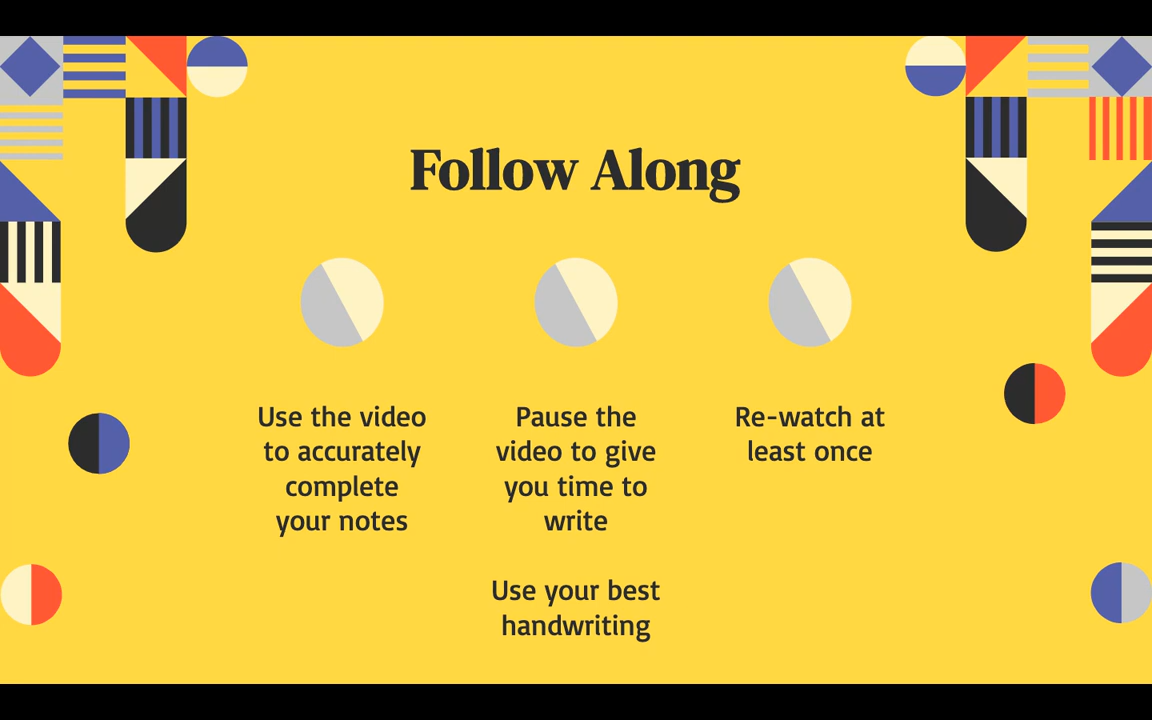 Follow Along
Use the video
to accurately
complete
your notes
Pause the
video to give
you time to
write
Use your best
handwriting
Re-watch at
least once